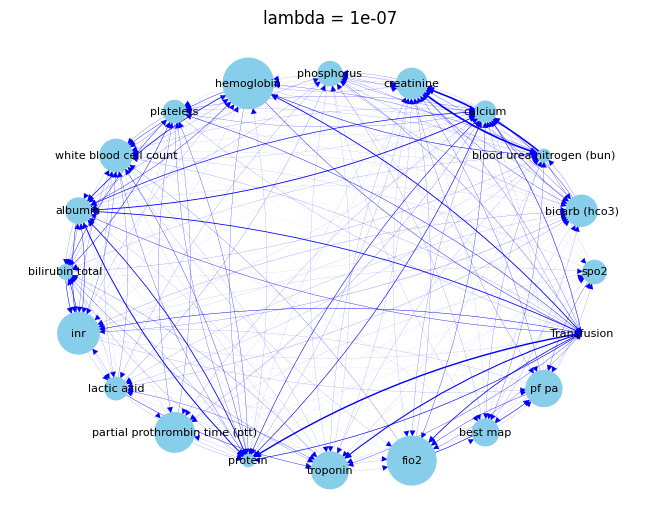 lambda = 1e-07
phosphorus
hemoglobin
creatinine
platelets
calcium
white blood cell count
blood urea nitrogen (bun)
albumin
bicarb (hco3)
bilirubin total
spo2
inr
Transfusion
lactic acid
pf pa
partial prothrombin time (ptt)
best map
protein
troponin
fio2